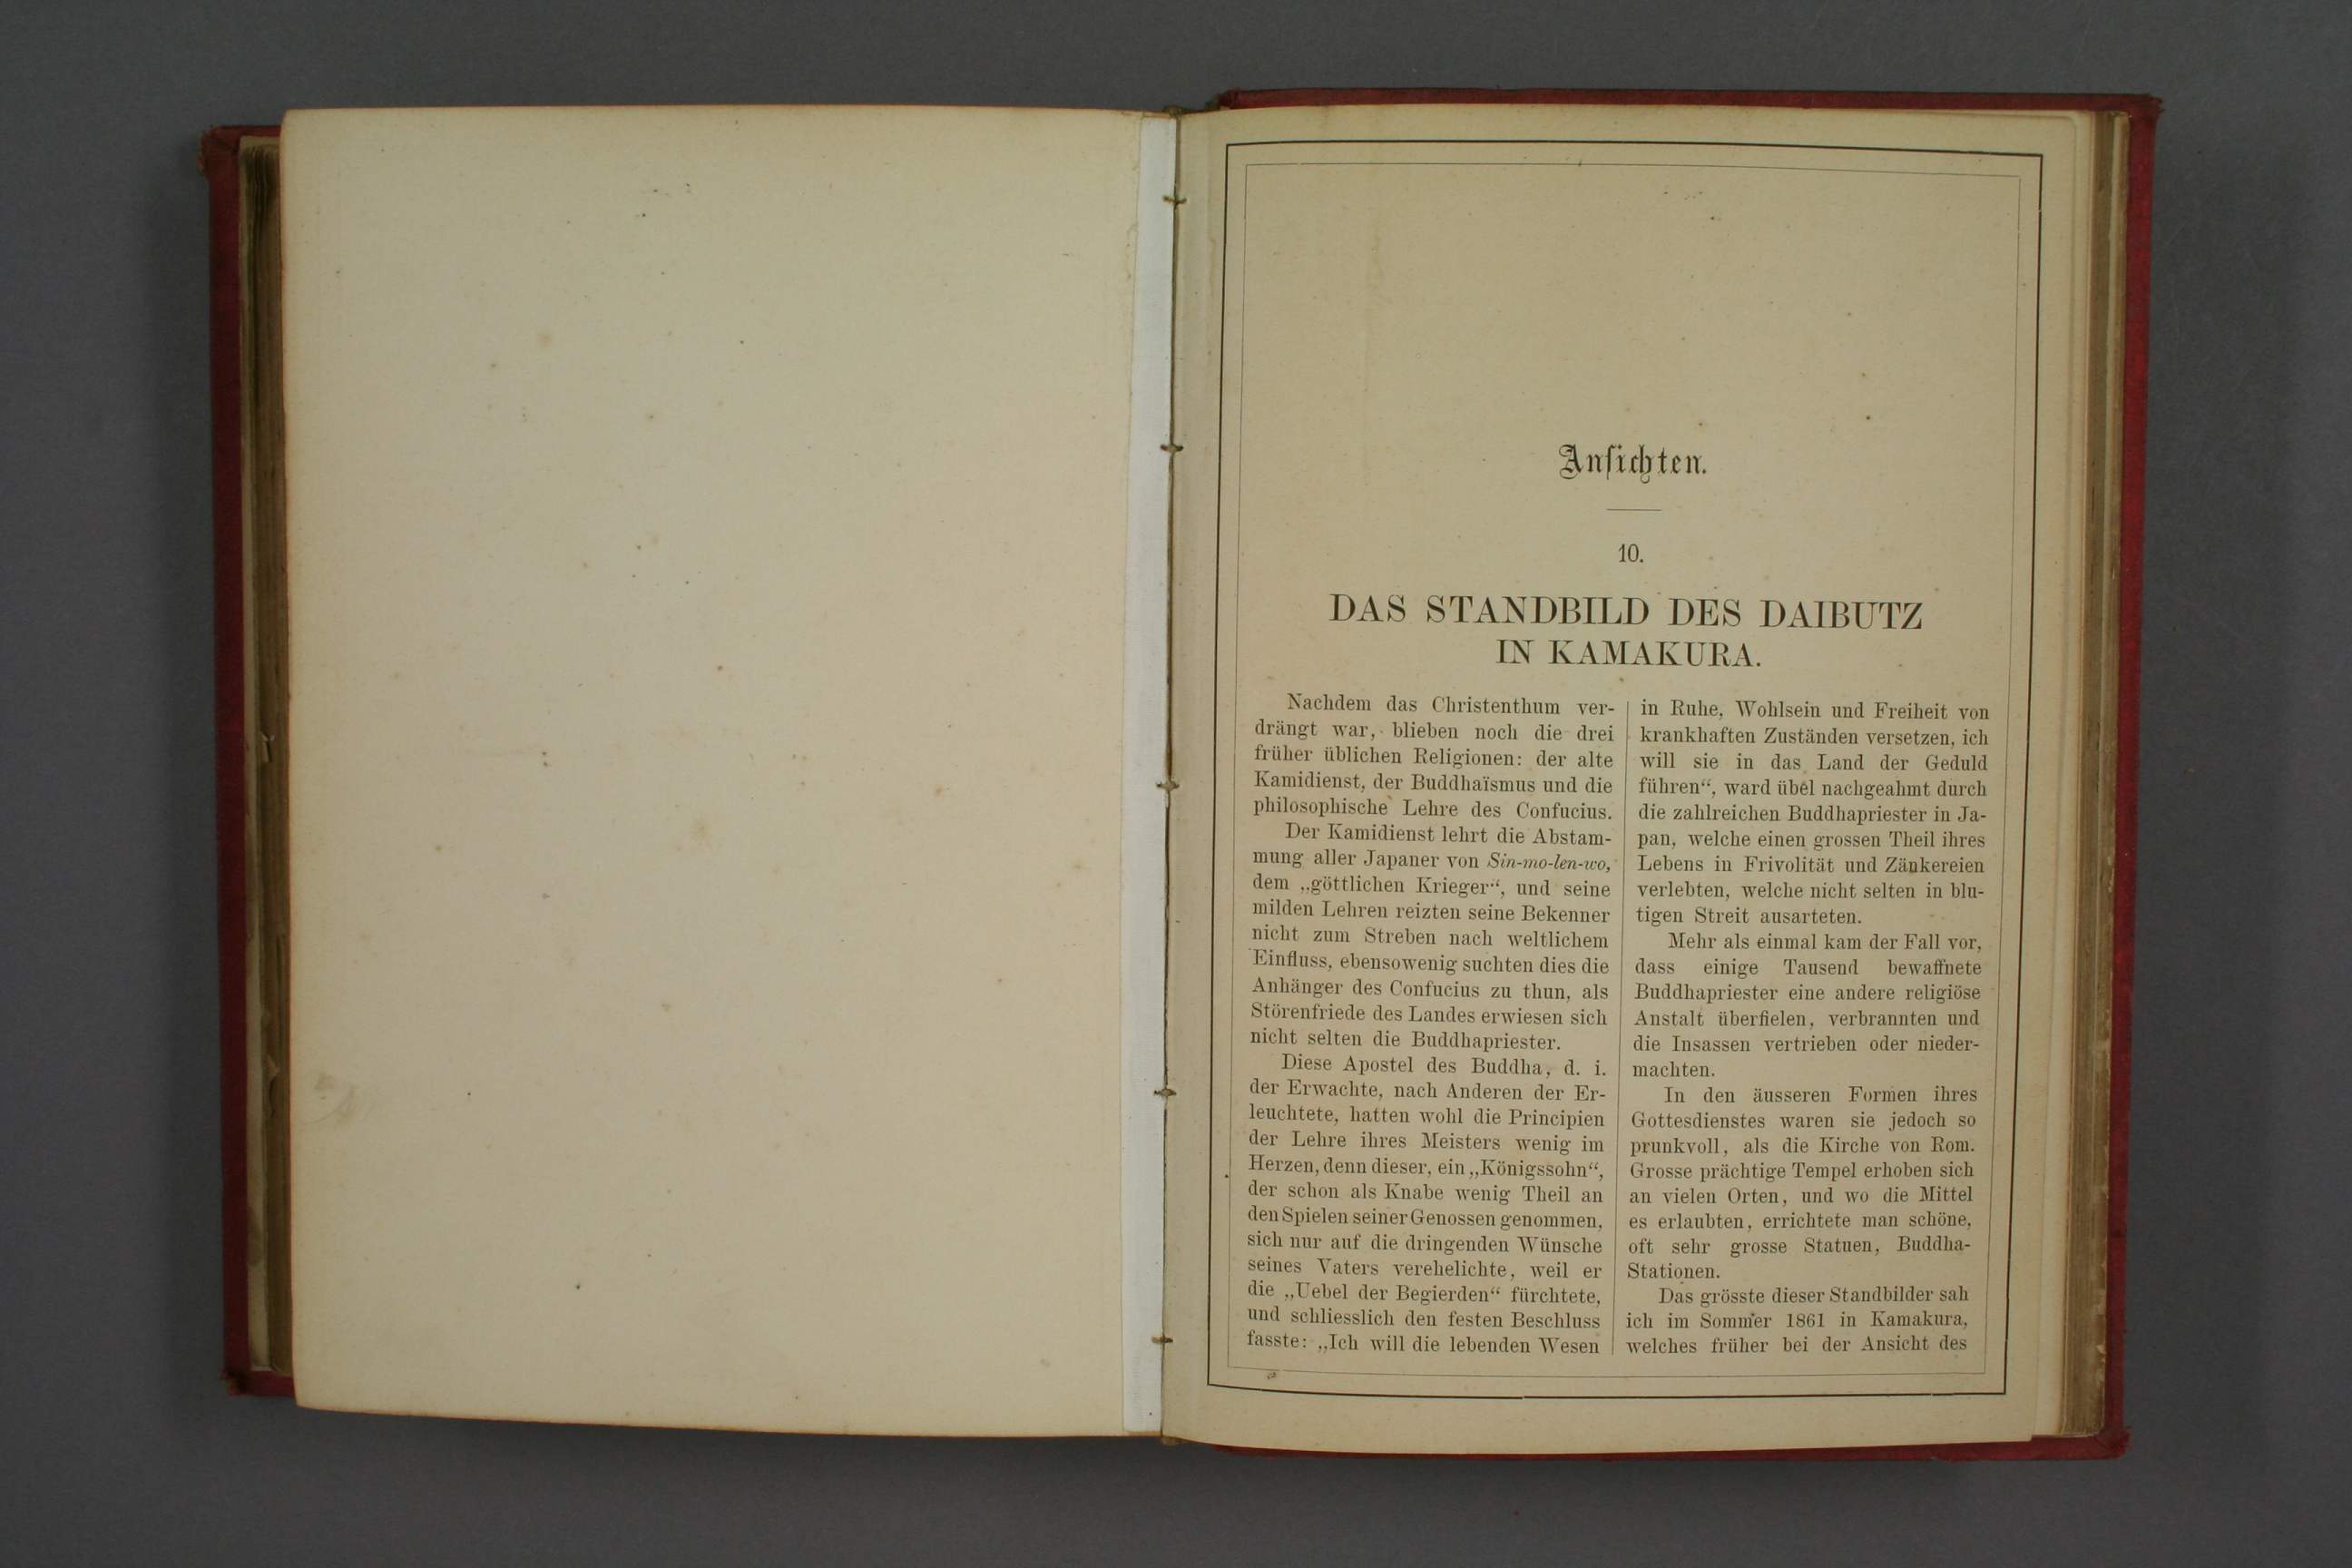 Ansichten.
10.
DAS STANDBILD DES DAIBUTZ
IN KAMAKURA.
Nachdem das Christenthum ver-
drängt war, blieben noch die drei
früher üblichen Religionen: der alte
Kamidienst, der Buddhaïsmus und die
philosophische Lehre des Confucius.
Der Kamidienst lehrt die Abstam-
mung aller Japaner von Sin-mo-len-wo,
dem „göttlichen Krieger“, und seine
milden Lehren reizten seine Bekenner
nicht zum Streben nach weltlichem
Einfluss, ebensowenig suchten dies die
Anhänger des Confucius zu thun, als
Störenfriede des Landes erwiesen sich
nicht selten die Buddhapriester.
Diese Apostel des Buddha, d. i.
der Erwachte, nach Anderen der Er-
leuchtete, hatten wohl die Principien
der Lehre ihres Meisters wenig im
Herzen, denn dieser, ein „Königssohn“,
der schon als Knabe wenig Theil an
den Spielen seiner Genossen genommen,
sich nur auf die dringenden Wünsche
seines Vaters verehelichte, weil er
die „Uebel der Begierden“ fürchtete,
und schliesslich den festen Beschluss
fasste: „Ich will die lebenden Wesen
in Ruhe, Wohlsein und Freiheit von
krankhaften Zuständen versetzen, ich
will sie in das Land der Geduld
führen“, ward übel nachgeahmt durch
die zahlreichen Buddhapriester in Ja-
pan, welche einen grossen Theil ihres
Lebens in Frivolität und Zänkereien
verlebten, welche nicht selten in blu-
tigen Streit ausarteten.
Mehr als einmal kam der Fall vor,
dass einige Tausend bewaffnete
Buddhapriester eine andere religiöse
Anstalt überfielen, verbrannten und
die Insassen vertrieben oder nieder-
machten.
In den äusseren Formen ihres
Gottesdienstes waren sie jedoch so
prunkvoll, als die Kirche von Rom.
Grosse prächtige Tempel erhoben sich
an vielen Orten, und wo die Mittel
es erlaubten, errichtete man schöne,
oft sehr grosse Statuen, Buddha-
Stationen.
Das grösste dieser Standbilder sah
ich im Sommer 1861 in Kamakura,
welches früher bei der Ansicht des